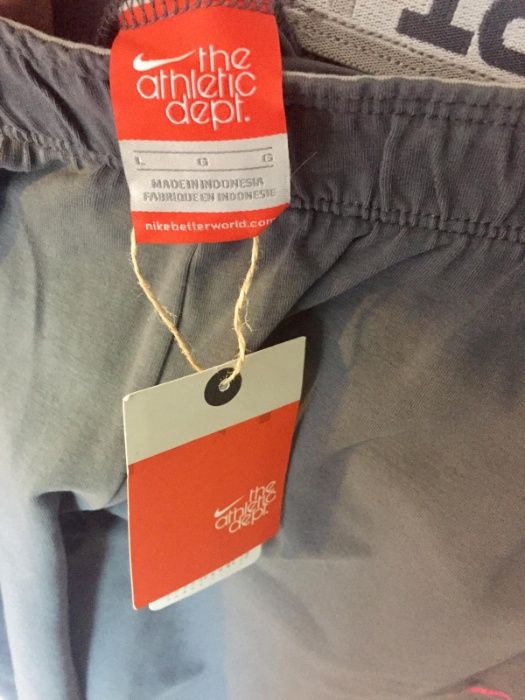 the
athletic
dept.
L G G
MADE IN INDONESIA
FABRIQUE EN INDONESIE
nikebetterworld.com
the
athletic
dept.